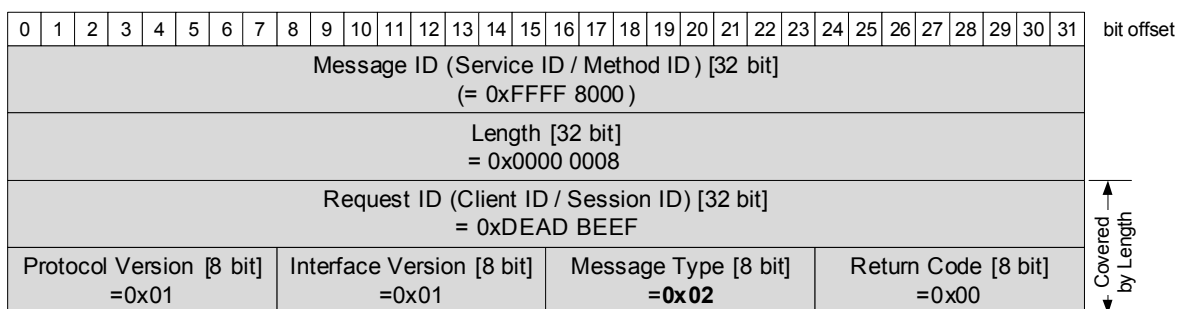 0 1 2 3 4 5 6 7 8 9 10 11 12 13 14 15 16 17 18 19 20 21 22 23 24 25 26 27 28 29 30 31 bit offset
Message ID (Service ID / Method ID) [32 bit]
(= 0xFFFF 8000)
Length [32 bit]
= 0x0000 0008
Request ID (Client ID / Session ID) [32 bit]
= 0xDEAD BEEF
Covered
by Length
Protocol Version [8 bit] Interface Version [8 bit] Message Type [8 bit] Return Code [8 bit]
=0x01 =0x01 =0x02 =0x00